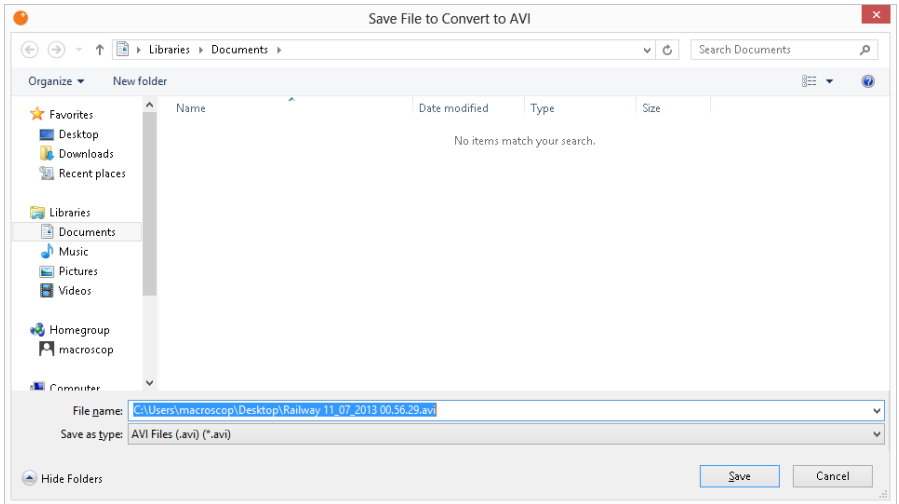 Save File to Convert to AVI
Libraries Documents
Search Documents
Organize New folder
Favorites
Desktop
Downloads
Recent places
Libraries
Documents
Music
Pictures
Videos
Homegroup
macroscop
Computer
Name Date modified Type Size
No items match your search.
File name: C:\Users\macroscop\Desktop\Railway 11_07_2013 00.56.29.avi
Save as type: AVI Files (.avi) (*.avi)
Hide Folders Save Cancel